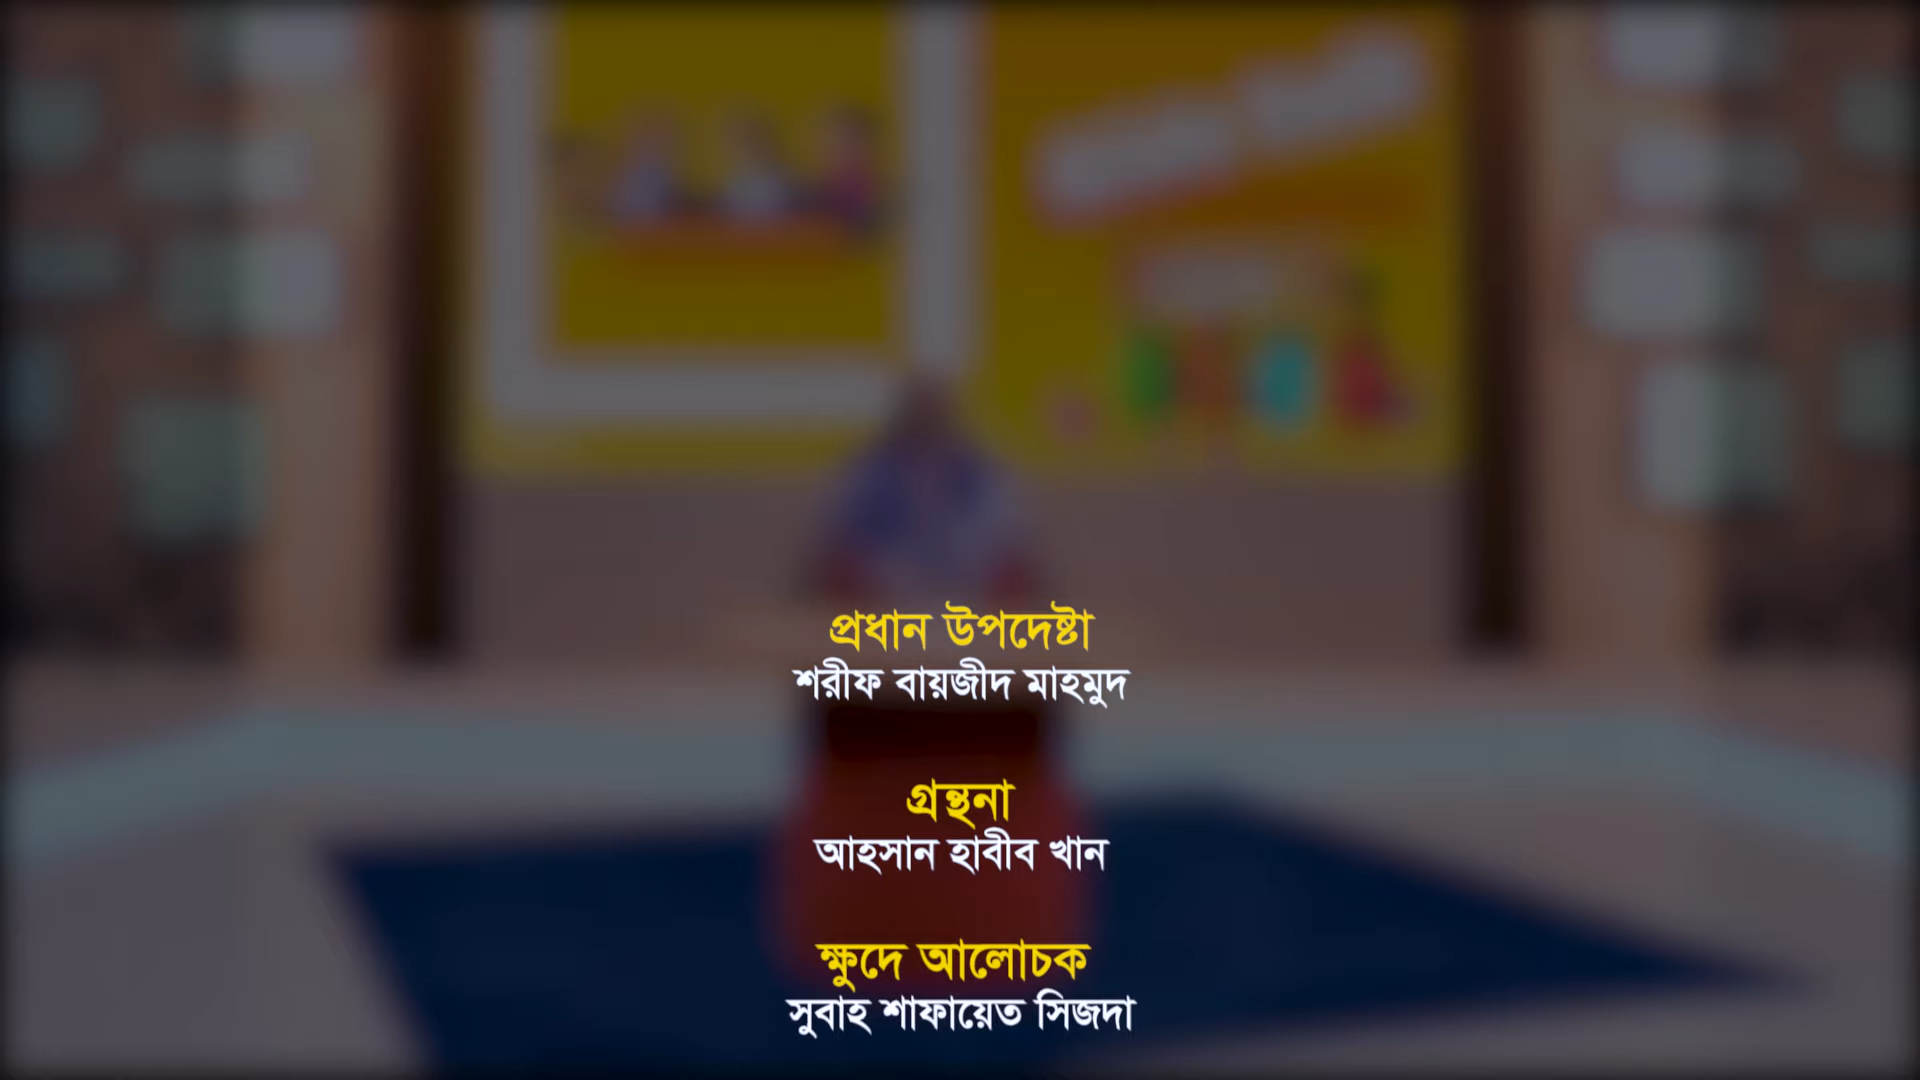 প্রধান উপদেষ্টা
শরীফ বায়জীদ মাহমুদ
গ্রন্থনা
আহসান হাবীব খান
ক্ষুদে আলোচক
সুবাহ শাফায়েত সিজদা